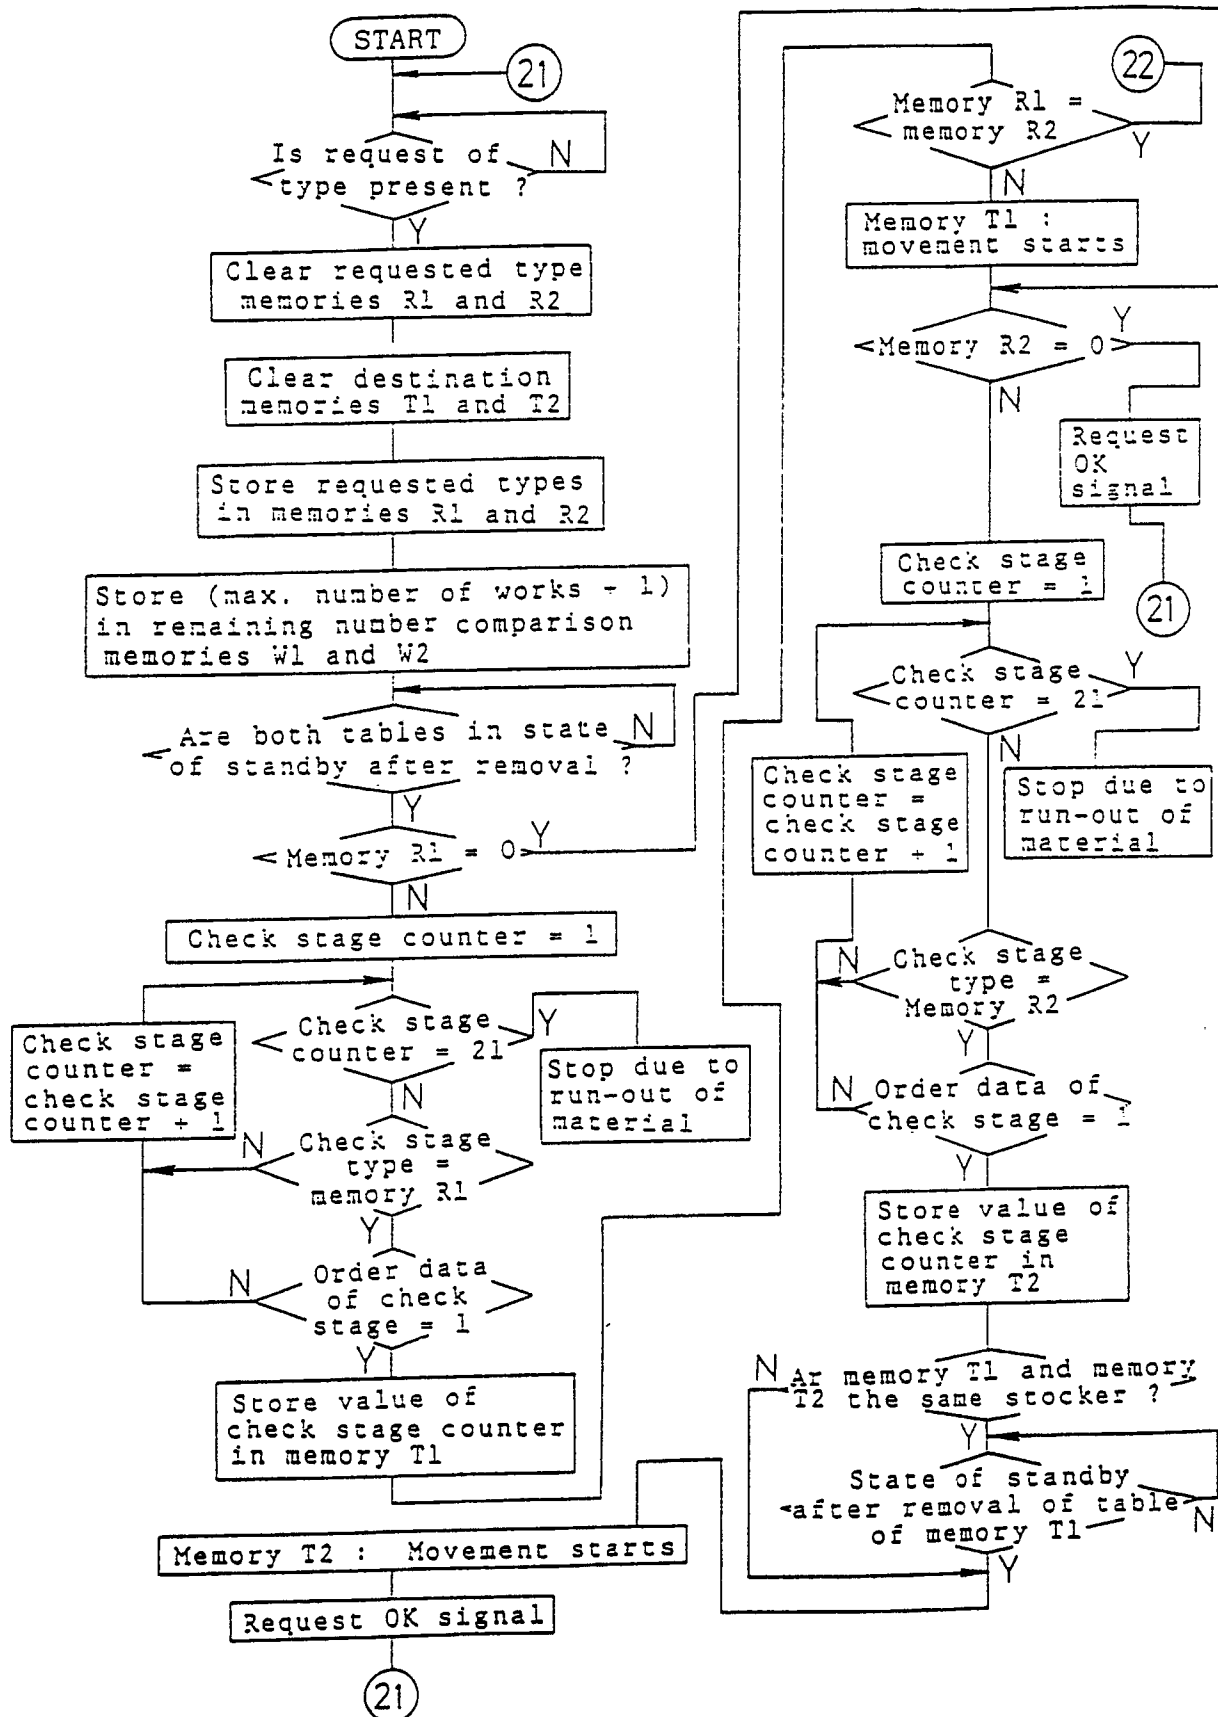 START
21
Is request of
type present ?
N
Y
Clear requested type
memories R1 and R2
Clear destination
memories T1 and T2
Store requested types
in memories R1 and R2
Store (max. number of works + 1)
in remaining number comparison
memories W1 and W2
Are both tables in state
of standby after removal ?
N
Y
Memory R1 = 0
Y
N
Check stage counter = 1
Check stage
counter = 21
Y
N
Stop due to
run-out of
material
Check stage
counter =
check stage
counter + 1
Check stage
type =
memory R1
N
Y
Order data
of check
stage = 1
N
Y
Store value of
check stage counter
in memory T1
Memory T2 : Movement starts
Request OK signal
21
22
Memory R1 =
memory R2
Y
N
Memory T1 :
movement starts
Memory R2 = 0
Y
N
Request
OK
signal
21
Check stage
counter = 1
Check stage
counter = 21
Y
N
Stop due to
run-out of
material
Check stage
counter =
check stage
counter + 1
Check stage
type =
Memory R2
N
Y
Order data of
check stage = 1
N
Y
Store value of
check stage
counter in
memory T2
Ar memory T1 and memory
T2 the same stocker ?
N
Y
State of standby
after removal of table
of memory T1
N
Y